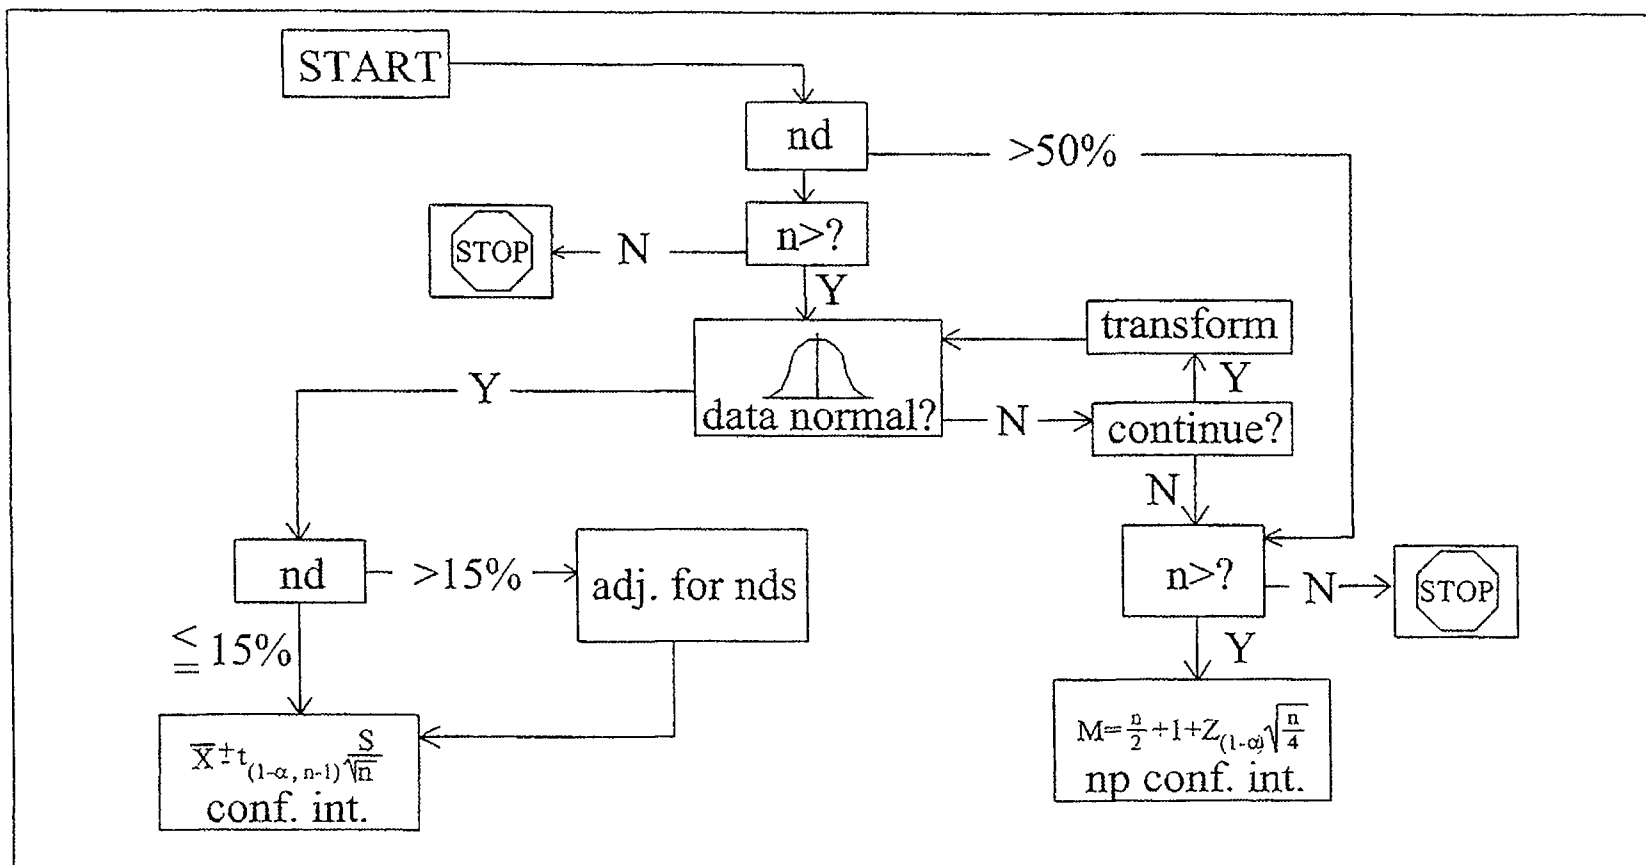 START
nd
>50%
n>?
N
STOP
Y
transform
Y
data normal?
Y
N
continue?
N
nd
>15%
adj. for nds
≤ 15%
n>?
N
STOP
Y
X̅ ± t(1-α, n-1) S/√n
conf. int.
M = n/2 + 1 + Z(1-α) √(n/4)
np conf. int.